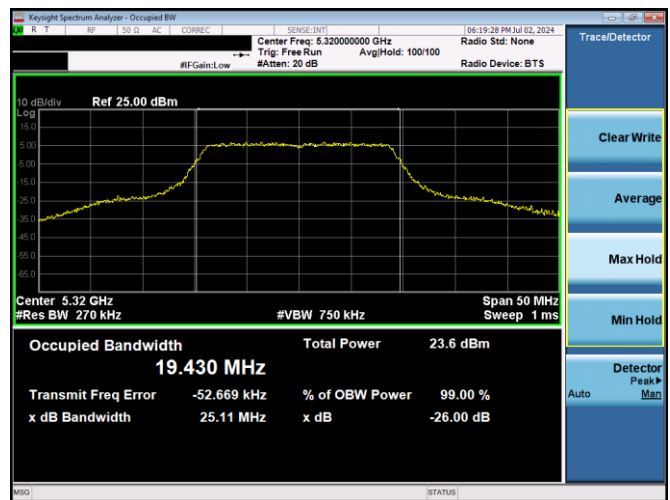 Keysight Spectrum Analyzer - Occupied BW
LXI R T RF 50 Ω AC CORREC SENSE:INT 06:19:28 PM Jul 02, 2024
Center Freq: 5.320000000 GHz Radio Std: None
Trig: Free Run Avg|Hold: 100/100
#IFGain:Low #Atten: 20 dB Radio Device: BTS
Trace/Detector
10 dB/div Ref 25.00 dBm
Log
15.0
5.00
-5.00
-15.0
-25.0
-35.0
-45.0
-55.0
-65.0
Center 5.32 GHz Span 50 MHz
#Res BW 270 kHz #VBW 750 kHz Sweep 1 ms
Occupied Bandwidth Total Power 23.6 dBm
19.430 MHz
Transmit Freq Error -52.669 kHz % of OBW Power 99.00 %
x dB Bandwidth 25.11 MHz x dB -26.00 dB
Clear Write
Average
Max Hold
Min Hold
Detector
Peak▶
Auto Man
MSG STATUS